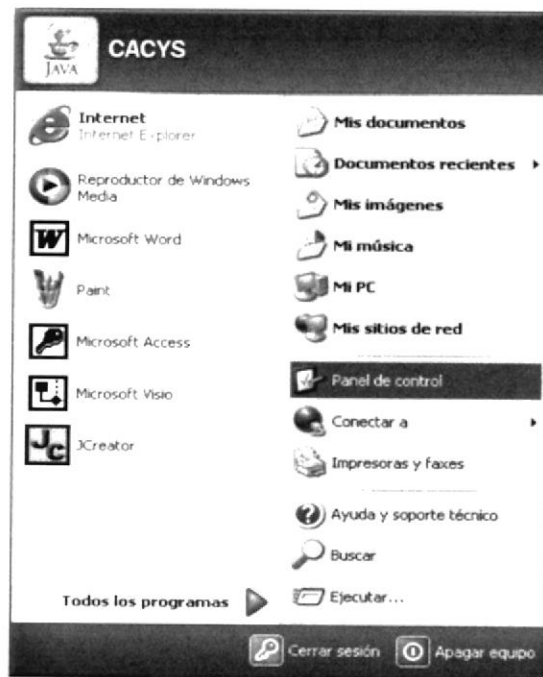 JAVA
CACYS
Internet
Internet Explorer
Reproductor de Windows
Media
Microsoft Word
Paint
Microsoft Access
Microsoft Visio
JCreator
Todos los programas
Mis documentos
Documentos recientes
Mis imágenes
Mi música
Mi PC
Mis sitios de red
Panel de control
Conectar a
Impresoras y faxes
Ayuda y soporte técnico
Buscar
Ejecutar...
Cerrar sesión
Apagar equipo